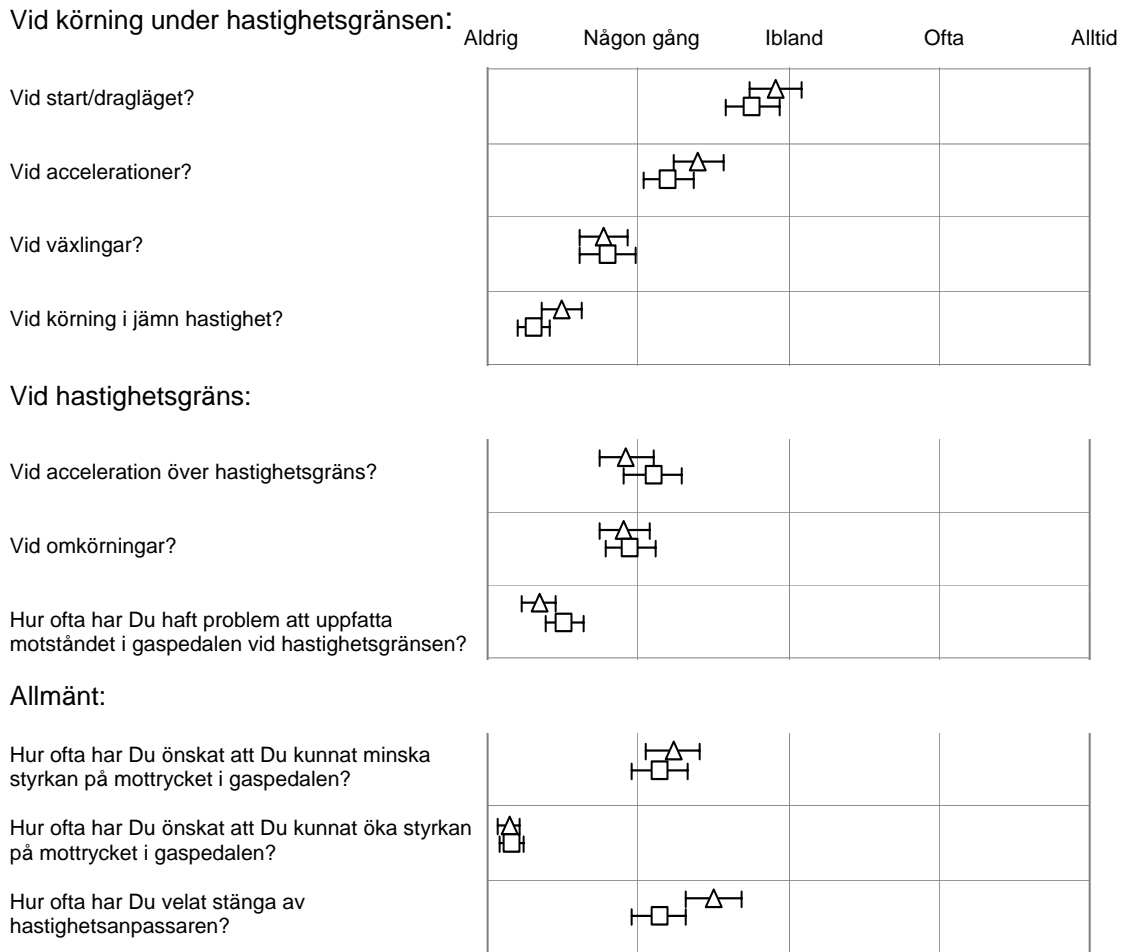 Vid körning under hastighetsgränsen:
Aldrig Någon gång Ibland Ofta Alltid
Vid start/dragläget?
Vid accelerationer?
Vid växlingar?
Vid körning i jämn hastighet?
Vid hastighetsgräns:
Vid acceleration över hastighetsgräns?
Vid omkörningar?
Hur ofta har Du haft problem att uppfatta
motståndet i gaspedalen vid hastighetsgränsen?
Allmänt:
Hur ofta har Du önskat att Du kunnat minska
styrkan på mottrycket i gaspedalen?
Hur ofta har Du önskat att Du kunnat öka styrkan
på mottrycket i gaspedalen?
Hur ofta har Du velat stänga av
hastighetsanpassaren?